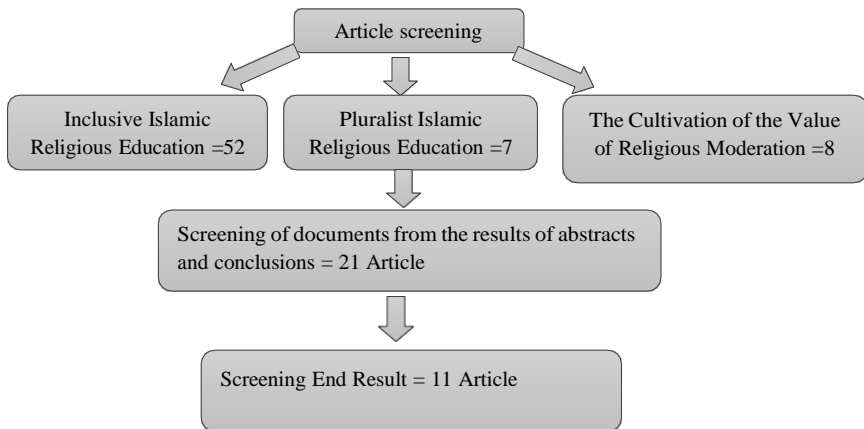 Article screening
Inclusive Islamic
Religious Education =52
Pluralist Islamic
Religious Education =7
The Cultivation of the Value
of Religious Moderation =8
Screening of documents from the results of abstracts
and conclusions = 21 Article
Screening End Result = 11 Article